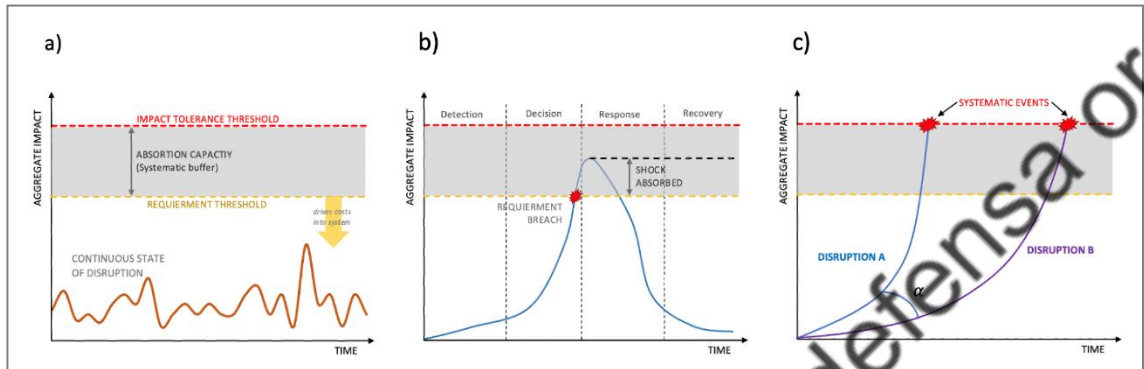 a)
AGGREGATE IMPACT
IMPACT TOLERANCE THRESHOLD
ABSORTION CAPACTIY
(Systematic buffer)
REQUIERMENT THRESHOLD
drives costs
into system
CONTINUOUS STATE
OF DISRUPTION
TIME
b)
AGGREGATE IMPACT
Detection
Decision
Response
Recovery
SHOCK
ABSORBED
REQUIERMENT
BREACH
TIME
c)
AGGREGATE IMPACT
SYSTEMATIC EVENTS
DISRUPTION A
DISRUPTION B
α
TIME
defensa or